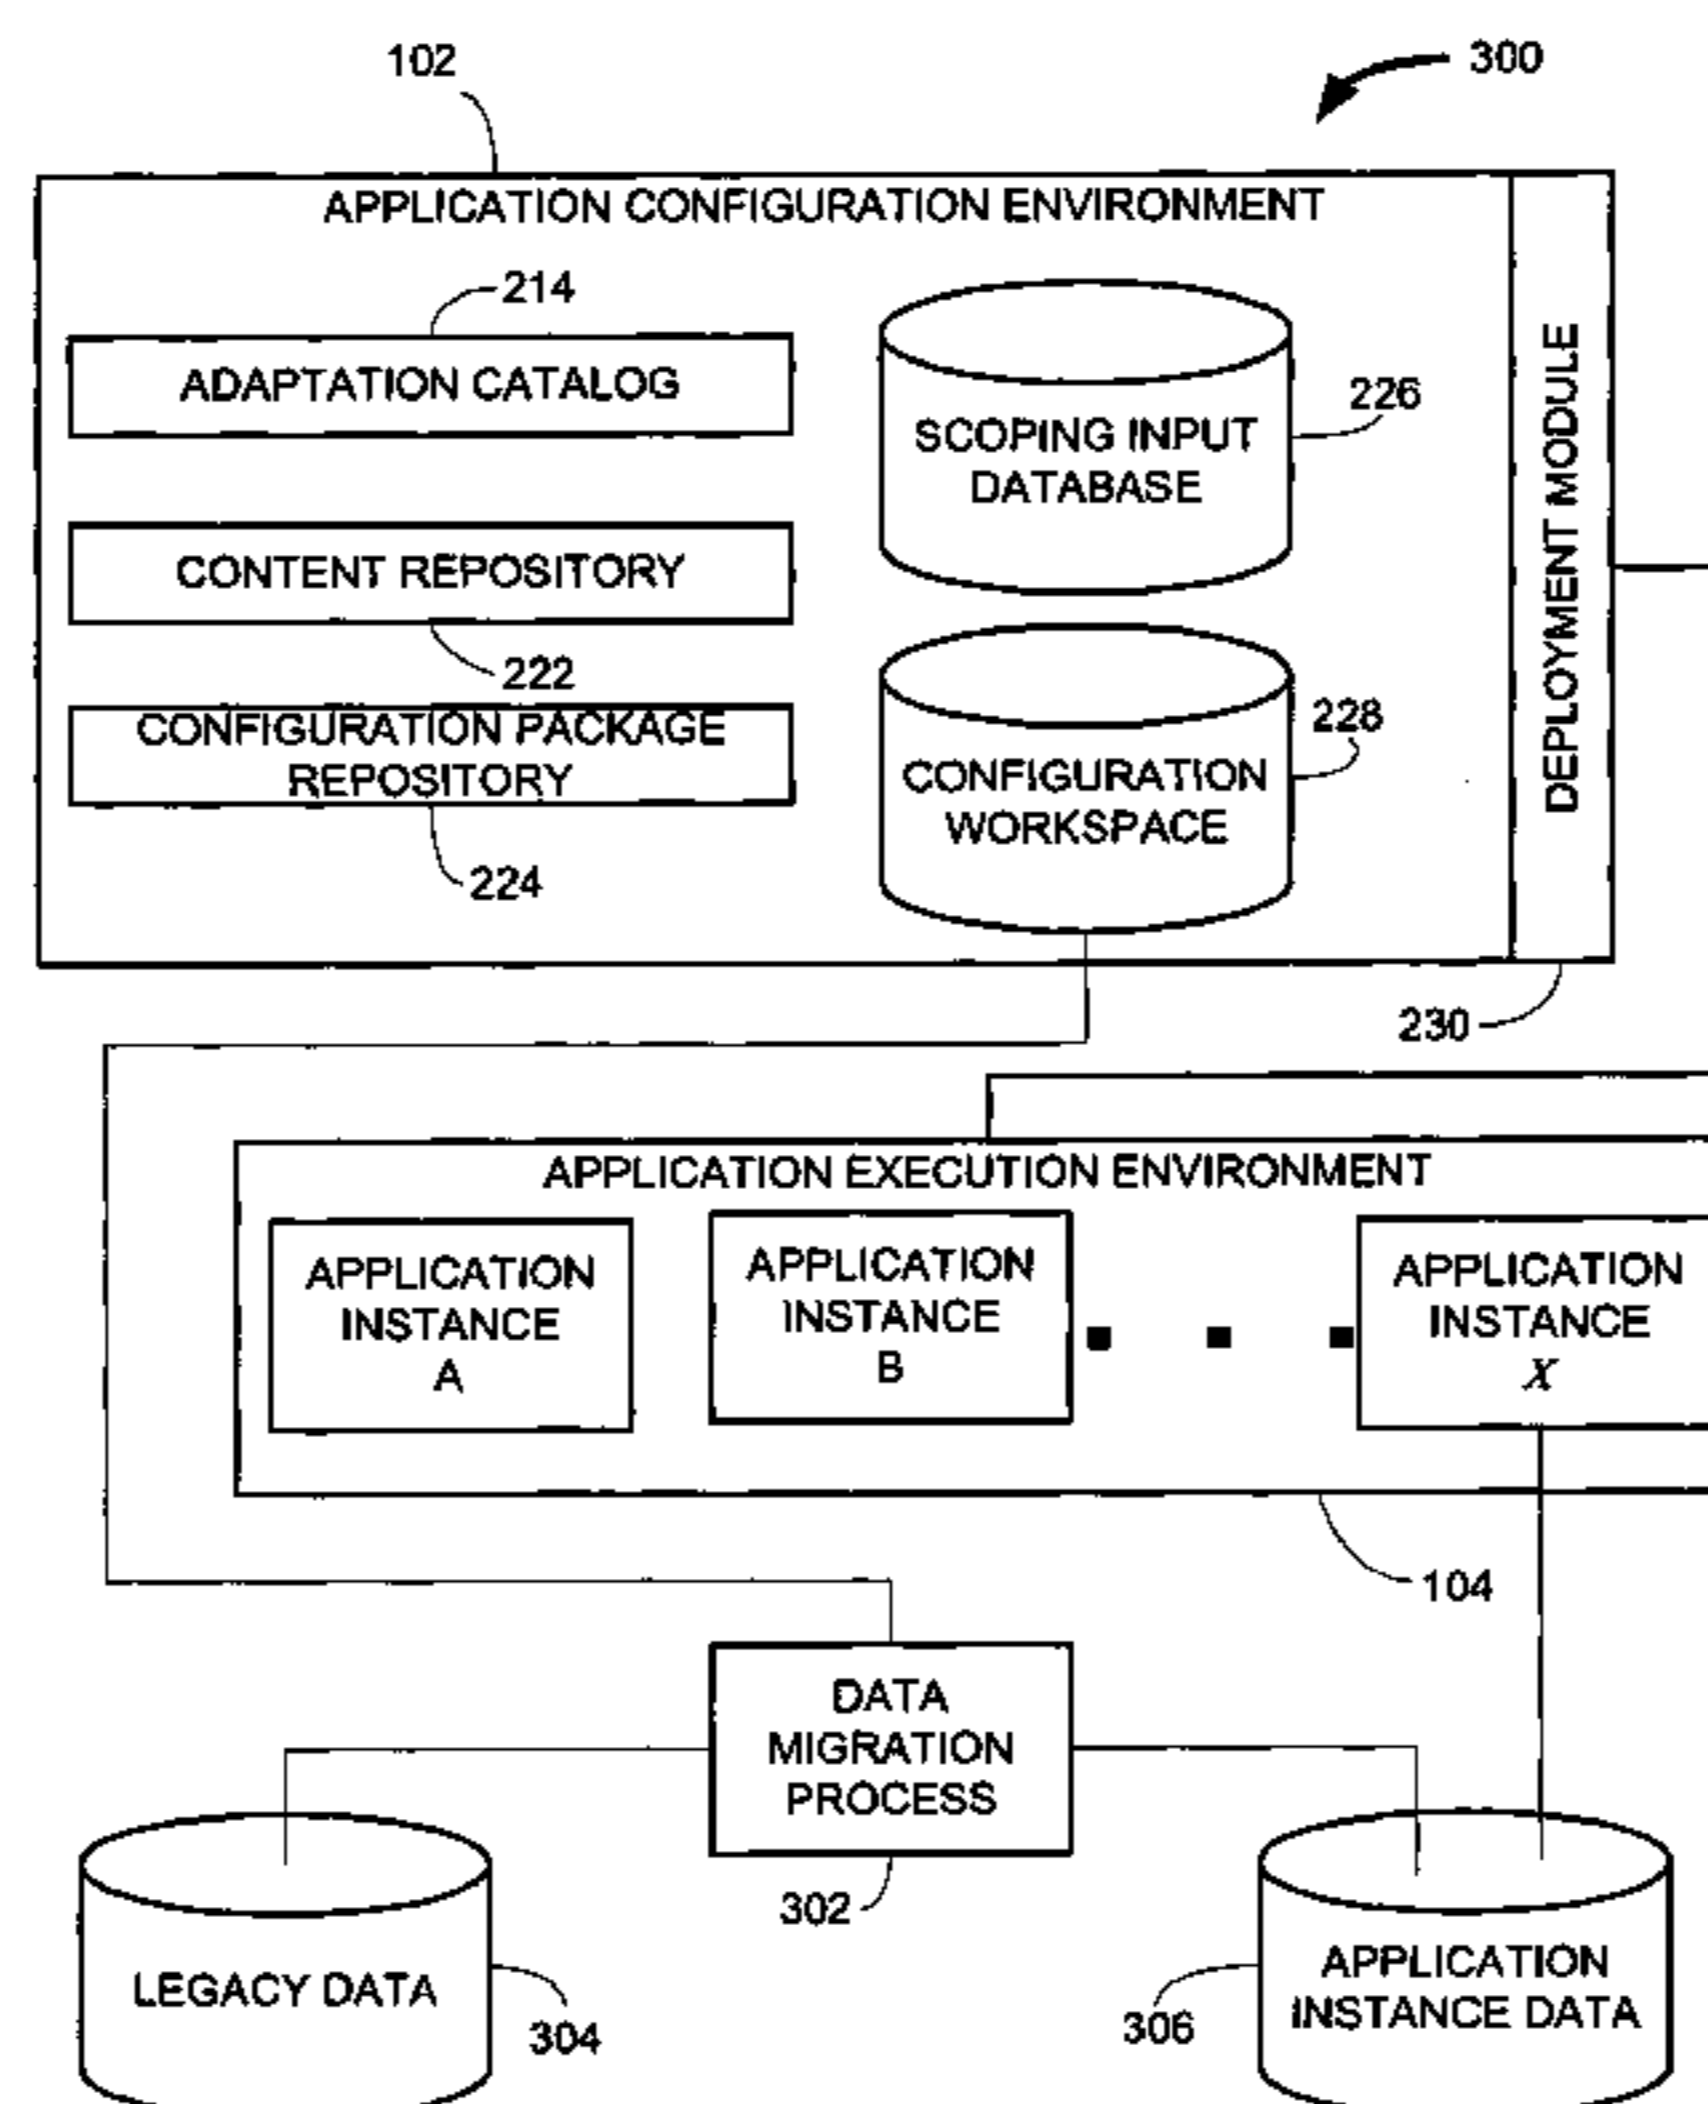 102
300
APPLICATION CONFIGURATION ENVIRONMENT
214
ADAPTATION CATALOG
CONTENT REPOSITORY
222
CONFIGURATION PACKAGE
REPOSITORY
224
SCOPING INPUT
DATABASE
226
CONFIGURATION
WORKSPACE
228
DEPLOYMENT MODULE
230
APPLICATION EXECUTION ENVIRONMENT
APPLICATION
INSTANCE
A
APPLICATION
INSTANCE
B
APPLICATION
INSTANCE
X
104
DATA
MIGRATION
PROCESS
302
LEGACY DATA
304
306
APPLICATION
INSTANCE DATA